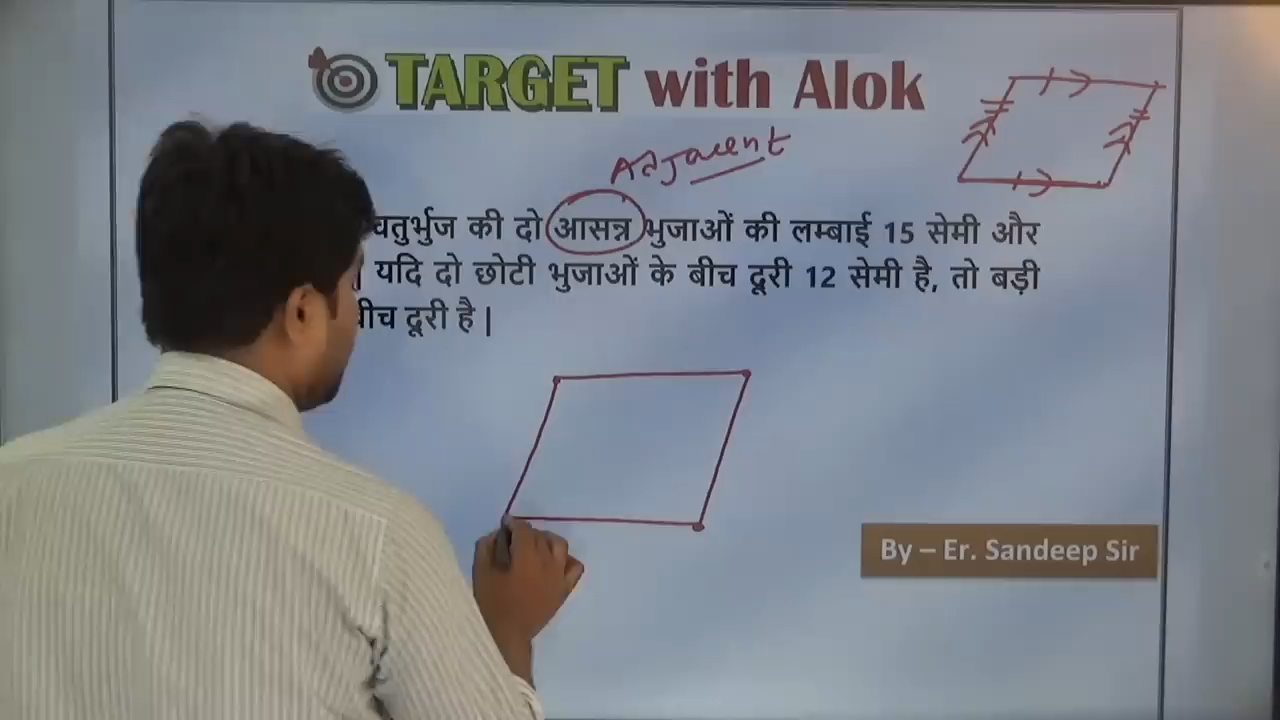 TARGET with Alok
Adjacent
चतुर्भुज की दो आसन्न भुजाओं की लम्बाई 15 सेमी और
यदि दो छोटी भुजाओं के बीच दूरी 12 सेमी है, तो बड़ी
बीच दूरी है |
By – Er. Sandeep Sir